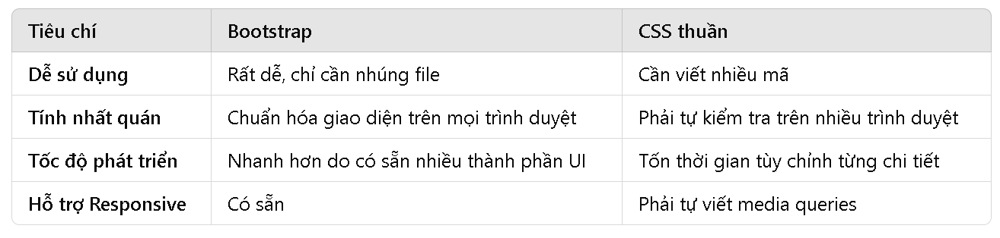 Tiêu chí Bootstrap CSS thuần
Dễ sử dụng Rất dễ, chỉ cần nhúng file Cần viết nhiều mã
Tính nhất quán Chuẩn hóa giao diện trên mọi trình duyệt Phải tự kiểm tra trên nhiều trình duyệt
Tốc độ phát triển Nhanh hơn do có sẵn nhiều thành phần UI Tốn thời gian tùy chỉnh từng chi tiết
Hỗ trợ Responsive Có sẵn Phải tự viết media queries